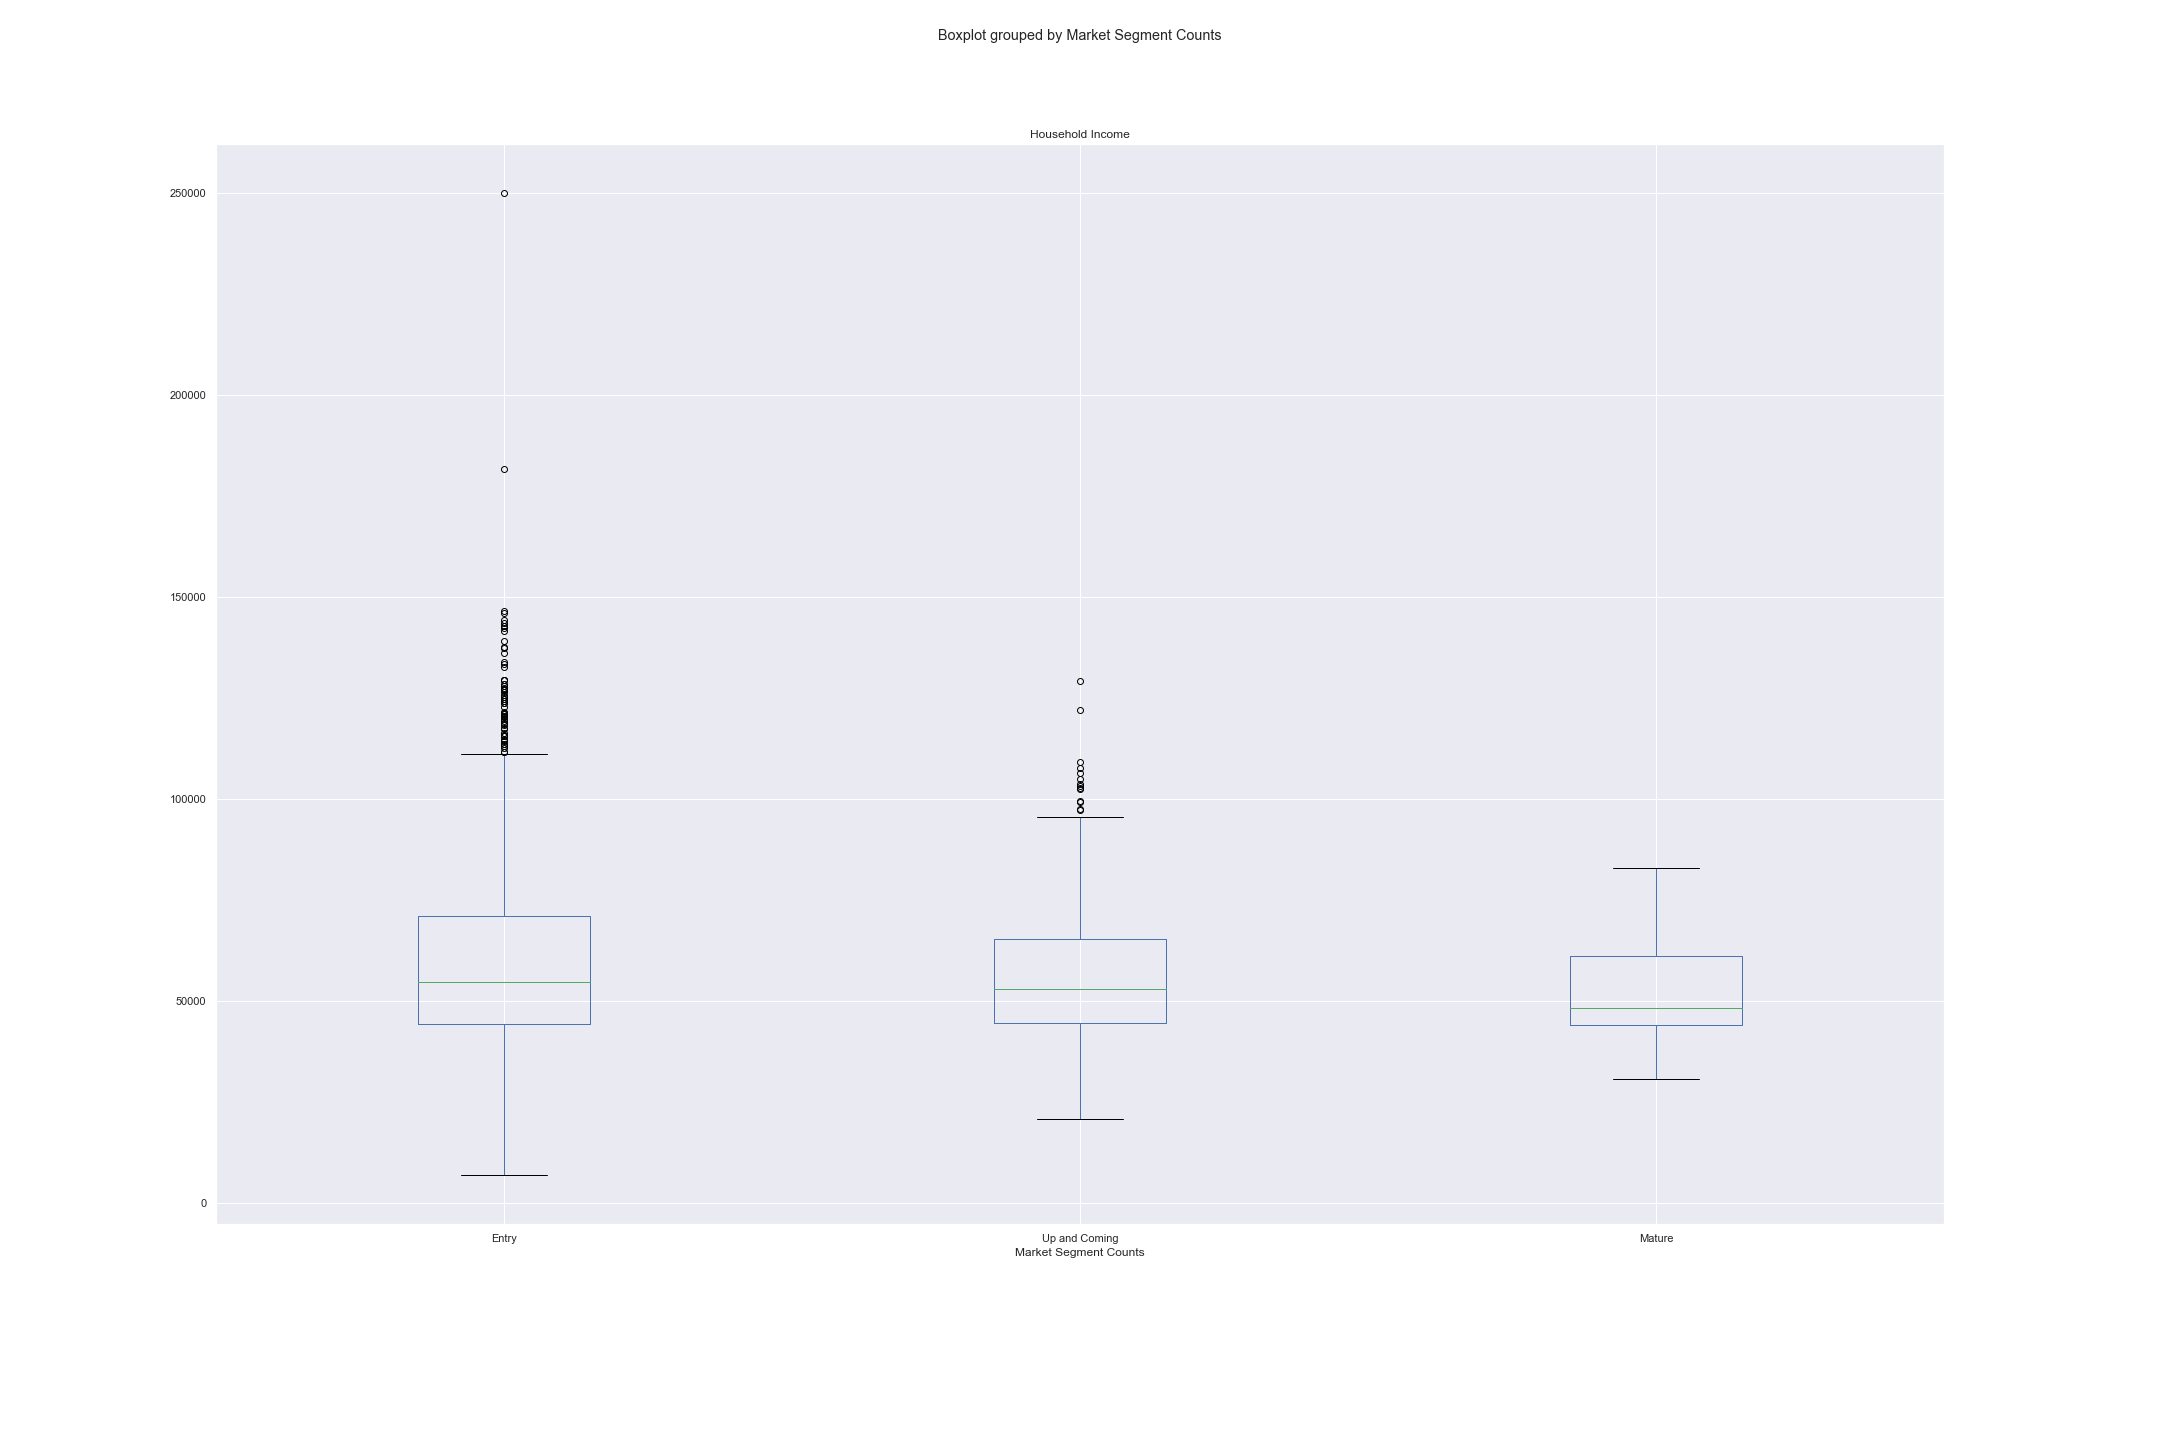 Boxplot grouped by Market Segment Counts
Household Income
250000
200000
150000
100000
50000
0
Entry
Up and Coming
Mature
Market Segment Counts